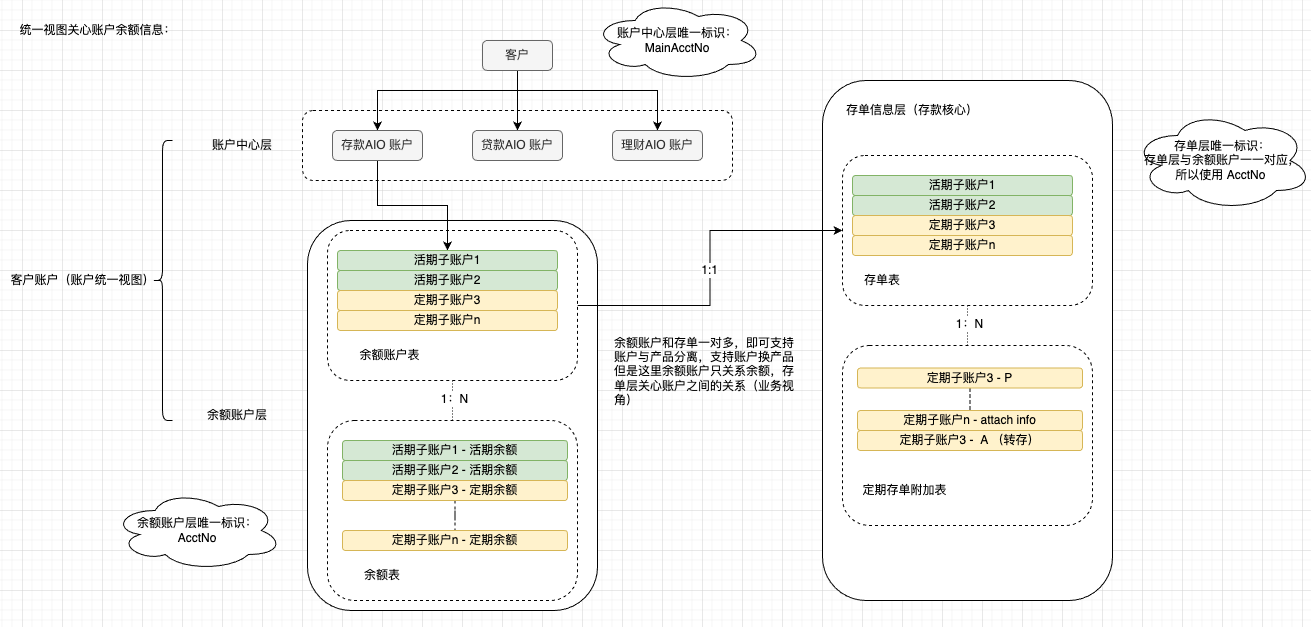 统一视图关心账户余额信息：
客户
账户中心层唯一标识：
MainAcctNo
账户中心层
存款AIO 账户
贷款AIO 账户
理财AIO 账户
客户账户（账户统一视图）
余额账户层
活期子账户1
活期子账户2
定期子账户3
定期子账户n
余额账户表
1：N
活期子账户1 - 活期余额
活期子账户2 - 活期余额
定期子账户3 - 定期余额
定期子账户n - 定期余额
余额表
余额账户层唯一标识：
AcctNo
1:1
余额账户和存单一对多，即可支持
账户与产品分离，支持账户换产品
但是这里余额账户只关系余额，存
单层关心账户之间的关系（业务视
角）
存单信息层（存款核心）
活期子账户1
活期子账户2
定期子账户3
定期子账户n
存单表
1：N
定期子账户3 - P
定期子账户n - attach info
定期子账户3 - A （转存）
定期存单附加表
存单层唯一标识：
存单层与余额账户一一对应，
所以使用 AcctNo